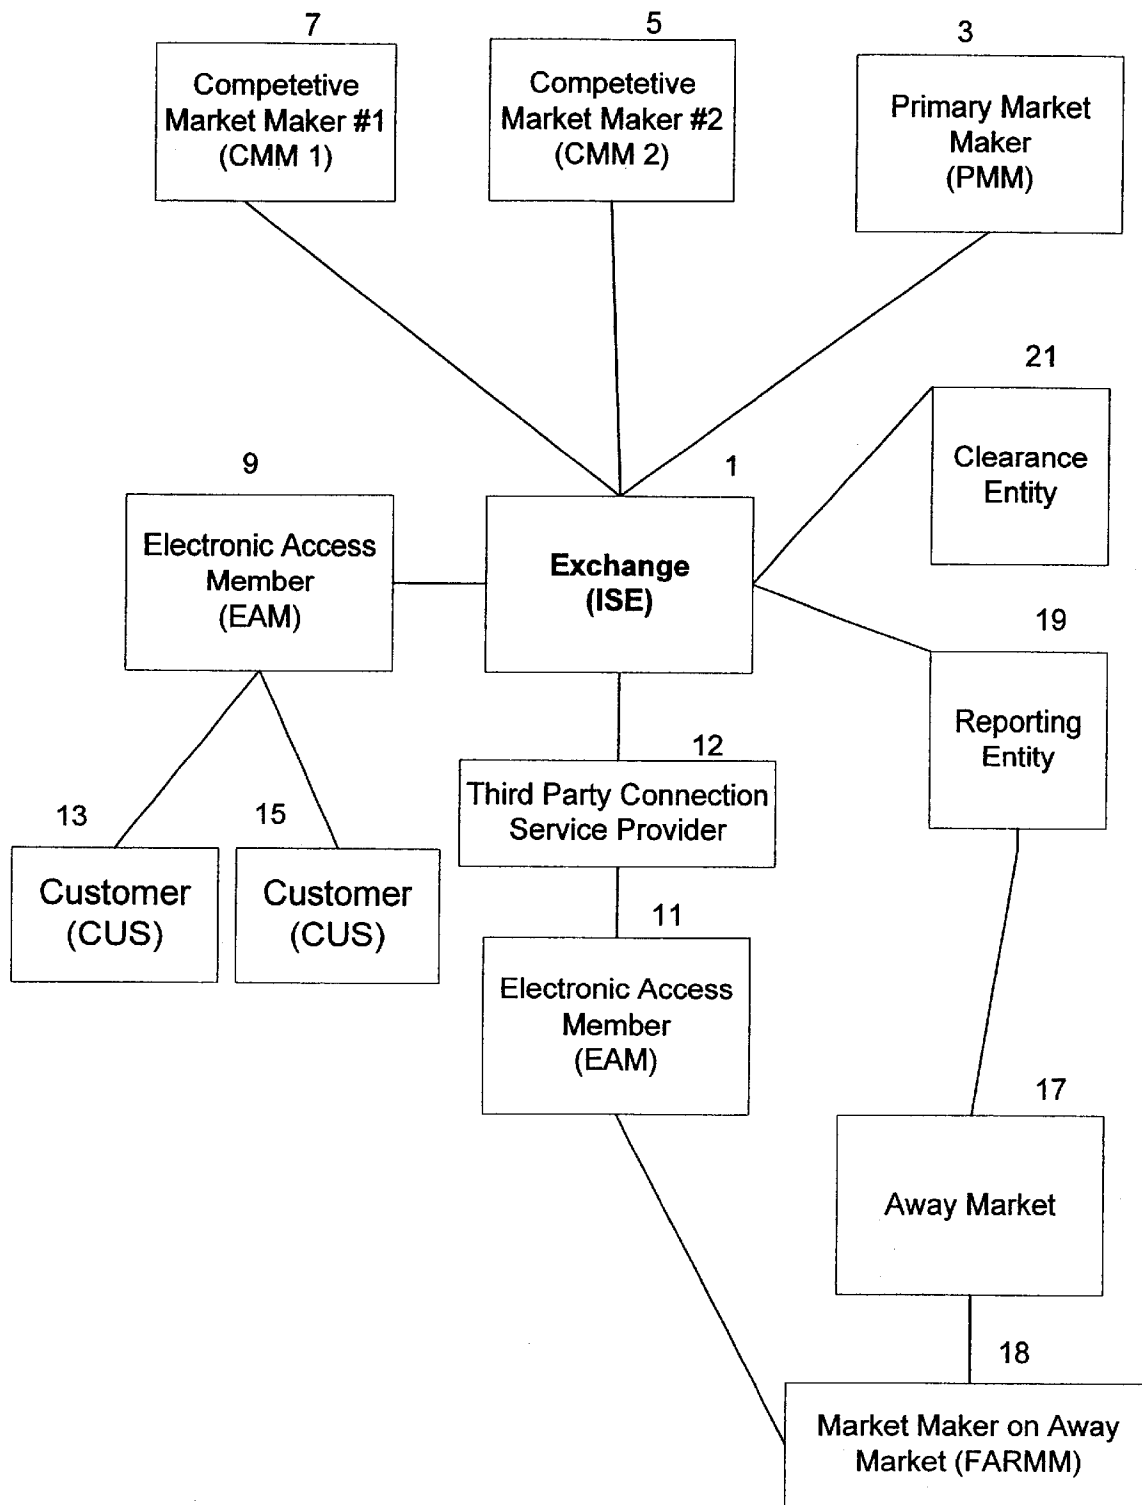 7
Competetive
Market Maker #1
(CMM 1)
5
Competetive
Market Maker #2
(CMM 2)
3
Primary Market
Maker
(PMM)
21
Clearance
Entity
9
Electronic Access
Member
(EAM)
1
Exchange
(ISE)
19
Reporting
Entity
12
Third Party Connection
Service Provider
13
Customer
(CUS)
15
Customer
(CUS)
11
Electronic Access
Member
(EAM)
17
Away Market
18
Market Maker on Away
Market (FARMM)